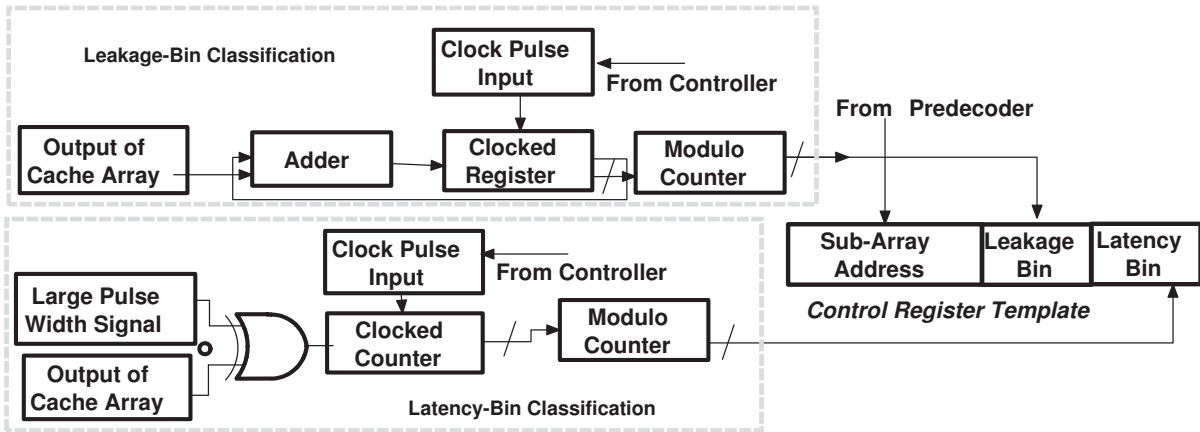 Leakage-Bin Classification
Clock Pulse
Input
From Controller
Output of
Cache Array
Adder
Clocked
Register
Modulo
Counter
From Predecoder
Sub-Array
Address
Leakage
Bin
Latency
Bin
Control Register Template
Clock Pulse
Input
From Controller
Large Pulse
Width Signal
Output of
Cache Array
Clocked
Counter
Modulo
Counter
Latency-Bin Classification